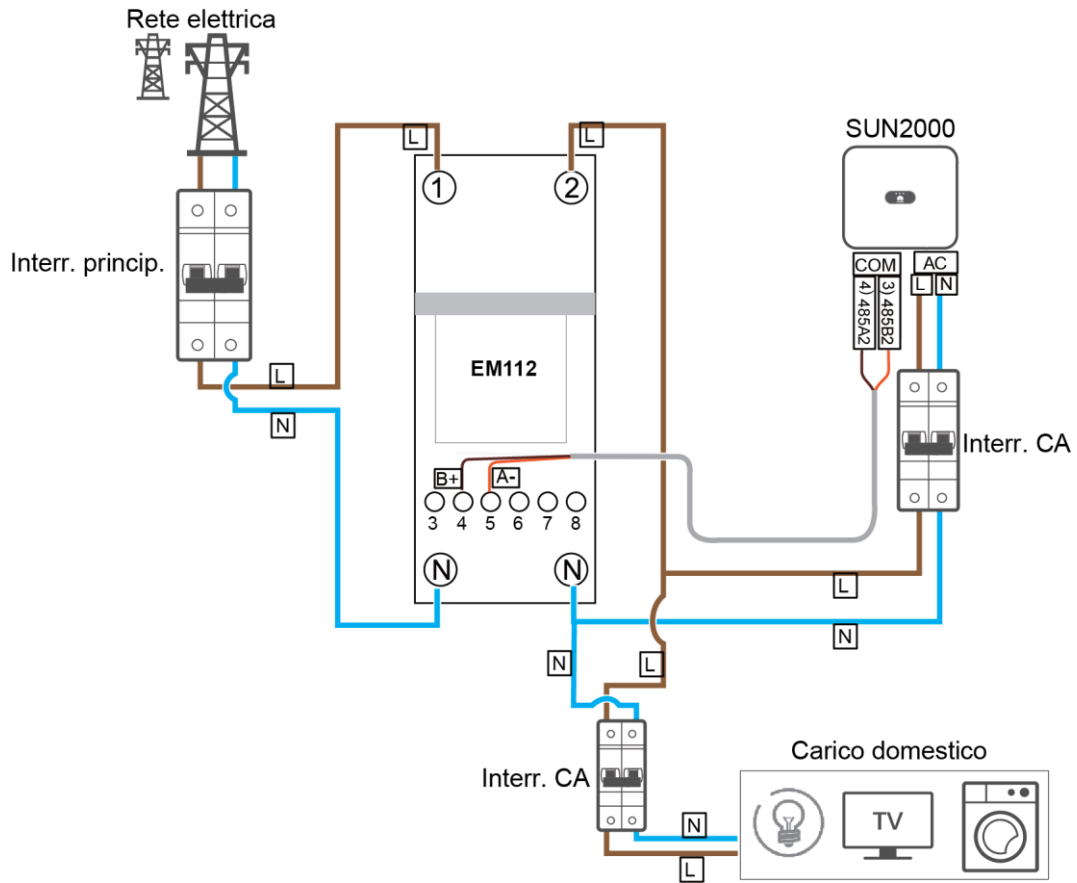 Rete elettrica
Interr. princip.
L
N
L
L
1
2
EM112
B+
A-
3
4
5
6
7
8
N
N
SUN2000
COM
AC
4) 485A2
3) 485B2
L
N
Interr. CA
L
N
N
L
Interr. CA
N
L
Carico domestico
TV